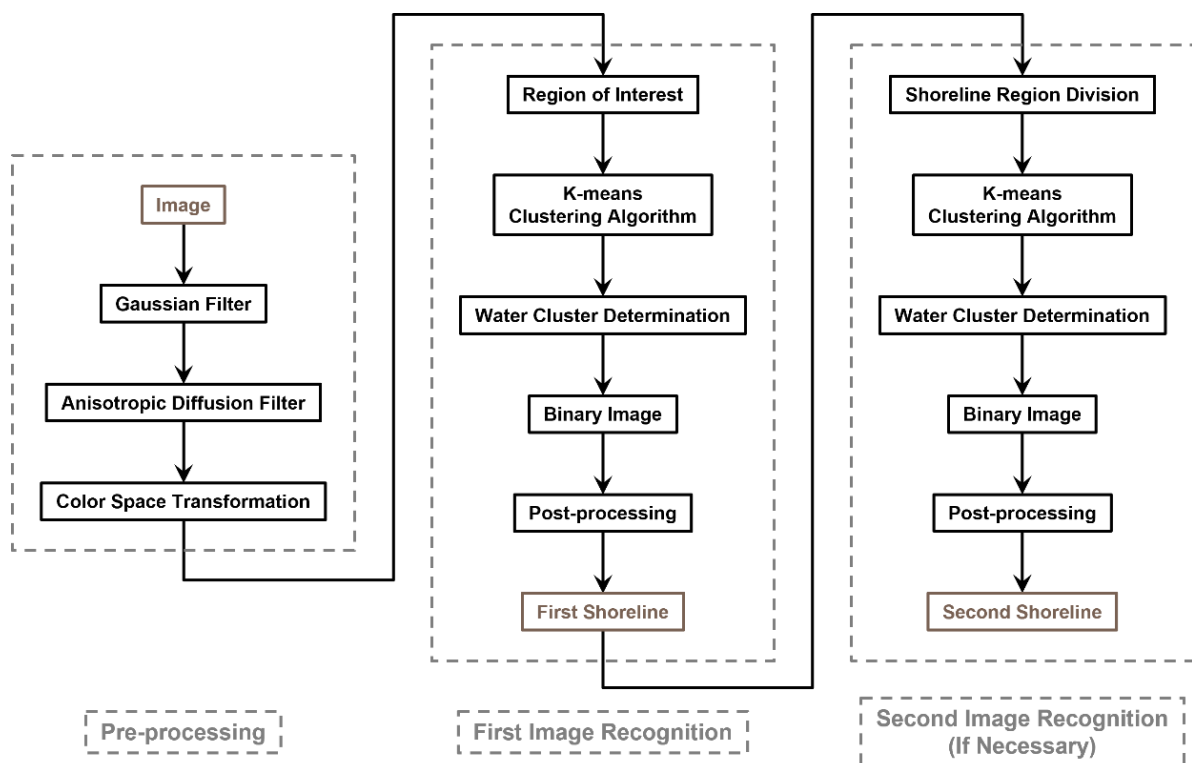 Image
Gaussian Filter
Anisotropic Diffusion Filter
Color Space Transformation
Pre-processing
Region of Interest
K-means
Clustering Algorithm
Water Cluster Determination
Binary Image
Post-processing
First Shoreline
First Image Recognition
Shoreline Region Division
K-means
Clustering Algorithm
Water Cluster Determination
Binary Image
Post-processing
Second Shoreline
Second Image Recognition
(If Necessary)